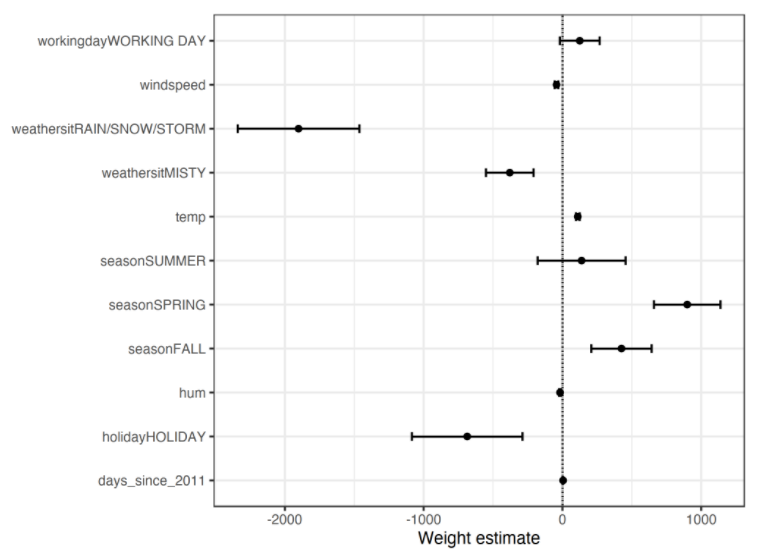 workingdayWORKING DAY
windspeed
weathersitRAIN/SNOW/STORM
weathersitMISTY
temp
seasonSUMMER
seasonSPRING
seasonFALL
hum
holidayHOLIDAY
days_since_2011
-2000 -1000 0 1000
Weight estimate